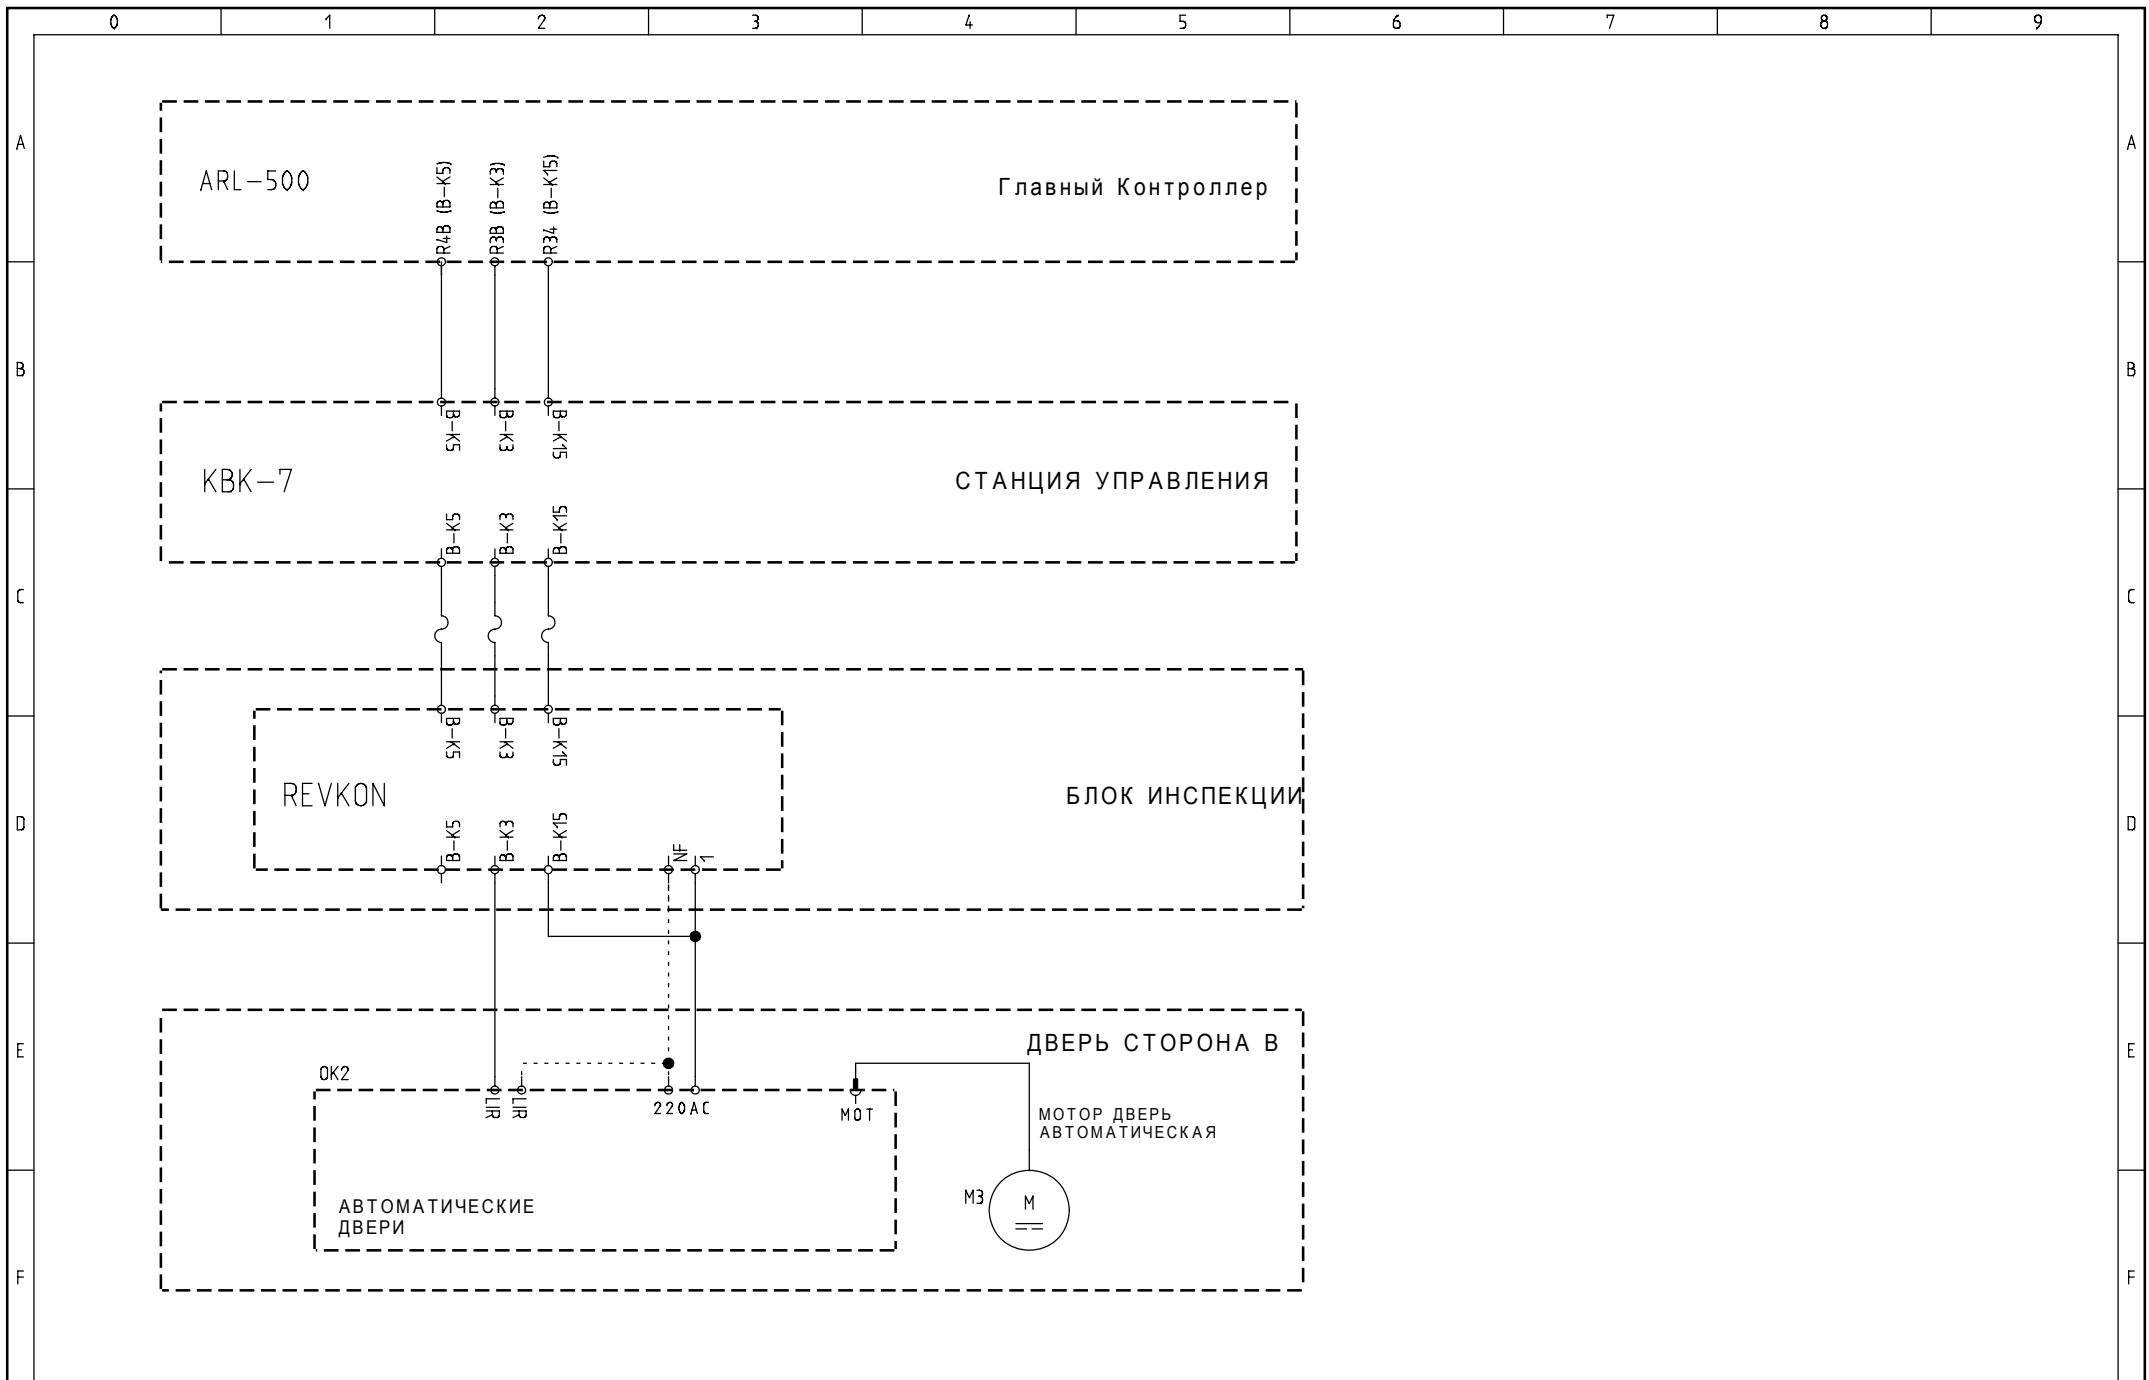 0 1 2 3 4 5 6 7 8 9
A A
ARL-500
R4B (B-K5)
R3B (B-K3)
R34 (B-K15)
Главный Контроллер
B B
B-K5
B-K3
B-K15
KBK-7
СТАНЦИЯ УПРАВЛЕНИЯ
B-K5
B-K3
B-K15
C C
B-K5
B-K3
B-K15
REVKON
БЛОК ИНСПЕКЦИИ
D D
B-K5
B-K3
B-K15
NF
1
ДВЕРЬ СТОРОНА В
E E
OK2
LIR
LIR
220AC
MOT
МОТОР ДВЕРЬ
АВТОМАТИЧЕСКАЯ
M3
M
АВТОМАТИЧЕСКИЕ
ДВЕРИ
F F